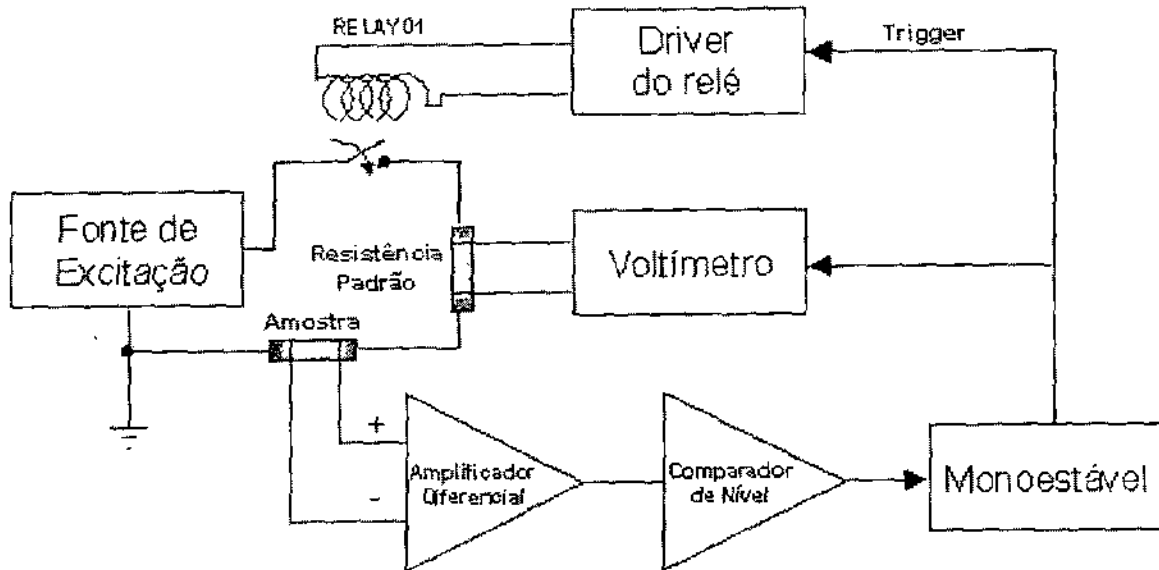 RELAY01
Driver
do relé
Trigger
Fonte de
Excitação
Resistência
Padrão
Voltímetro
Amostra
+
-
Amplificador
Diferencial
Comparador
de Nível
Monoestável